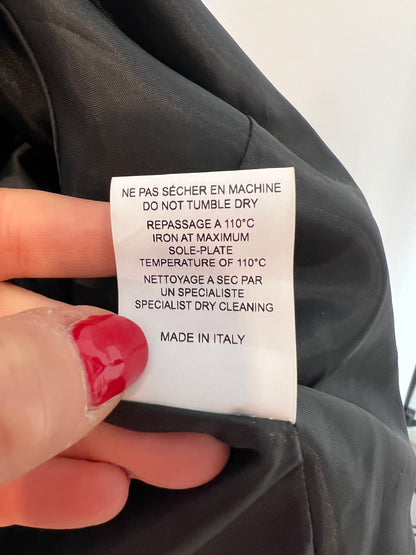 NE PAS SÉCHER EN MACHINE
DO NOT TUMBLE DRY
REPASSAGE A 110°C
IRON AT MAXIMUM
SOLE-PLATE
TEMPERATURE OF 110°C
NETTOYAGE A SEC PAR
UN SPECIALISTE
SPECIALIST DRY CLEANING
MADE IN ITALY